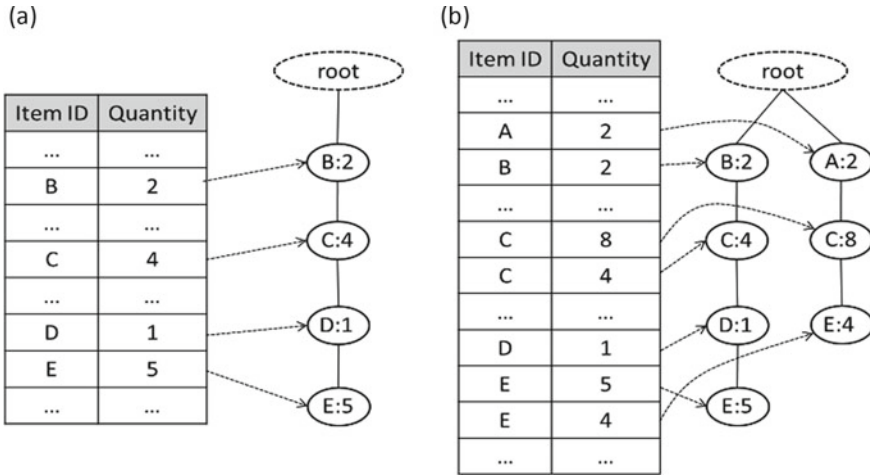 (a)
root
Item ID Quantity
... ...
B 2
... ...
C 4
... ...
D 1
E 5
... ...
B:2
C:4
D:1
E:5
(b)
Item ID Quantity
... ...
A 2
B 2
... ...
C 8
C 4
... ...
D 1
E 5
E 4
... ...
root
B:2 A:2
C:4 C:8
D:1 E:4
E:5